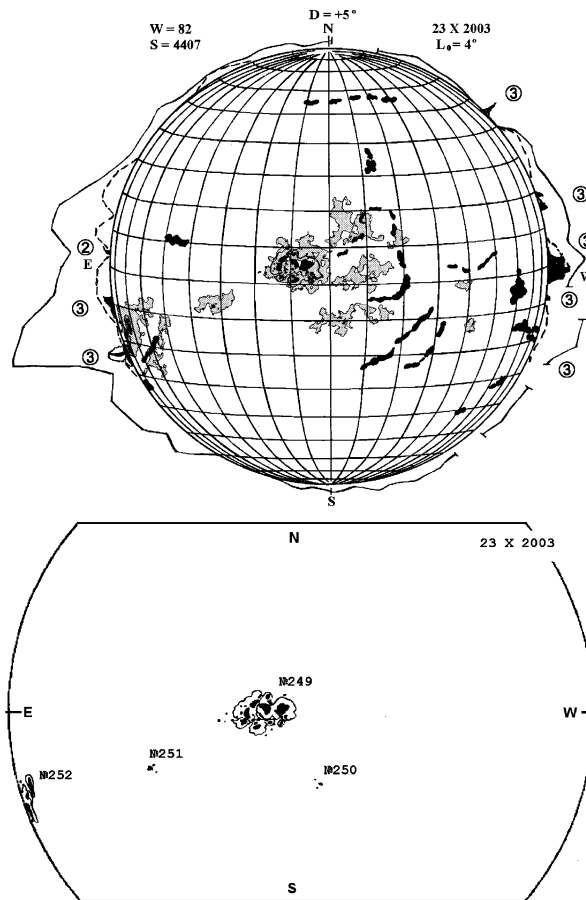 W = 82
S = 4407
D = +5°
N
23 X 2003
L₀ = 4°
③
③
②
E
③
W
③
③
③
③
S
N
23 X 2003
№249
E
W
№251
№252
№250
S